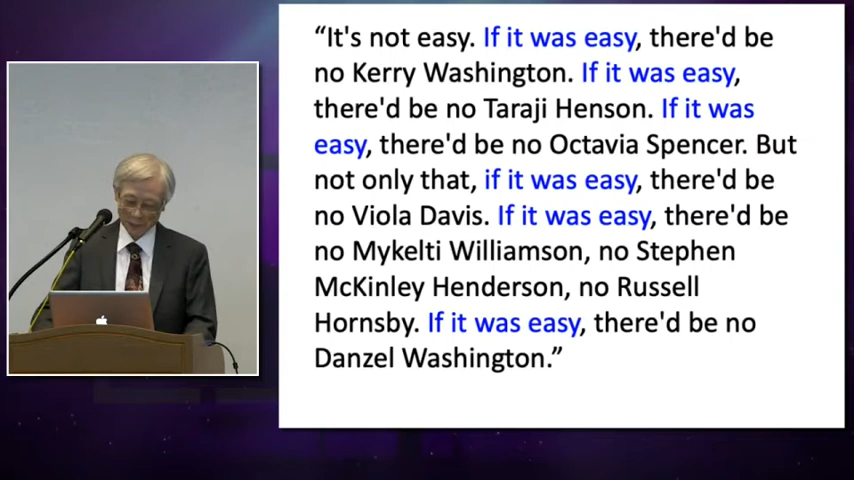 “It's not easy. If it was easy, there'd be
no Kerry Washington. If it was easy,
there'd be no Taraji Henson. If it was
easy, there'd be no Octavia Spencer. But
not only that, if it was easy, there'd be
no Viola Davis. If it was easy, there'd be
no Mykelti Williamson, no Stephen
McKinley Henderson, no Russell
Hornsby. If it was easy, there'd be no
Danzel Washington.”